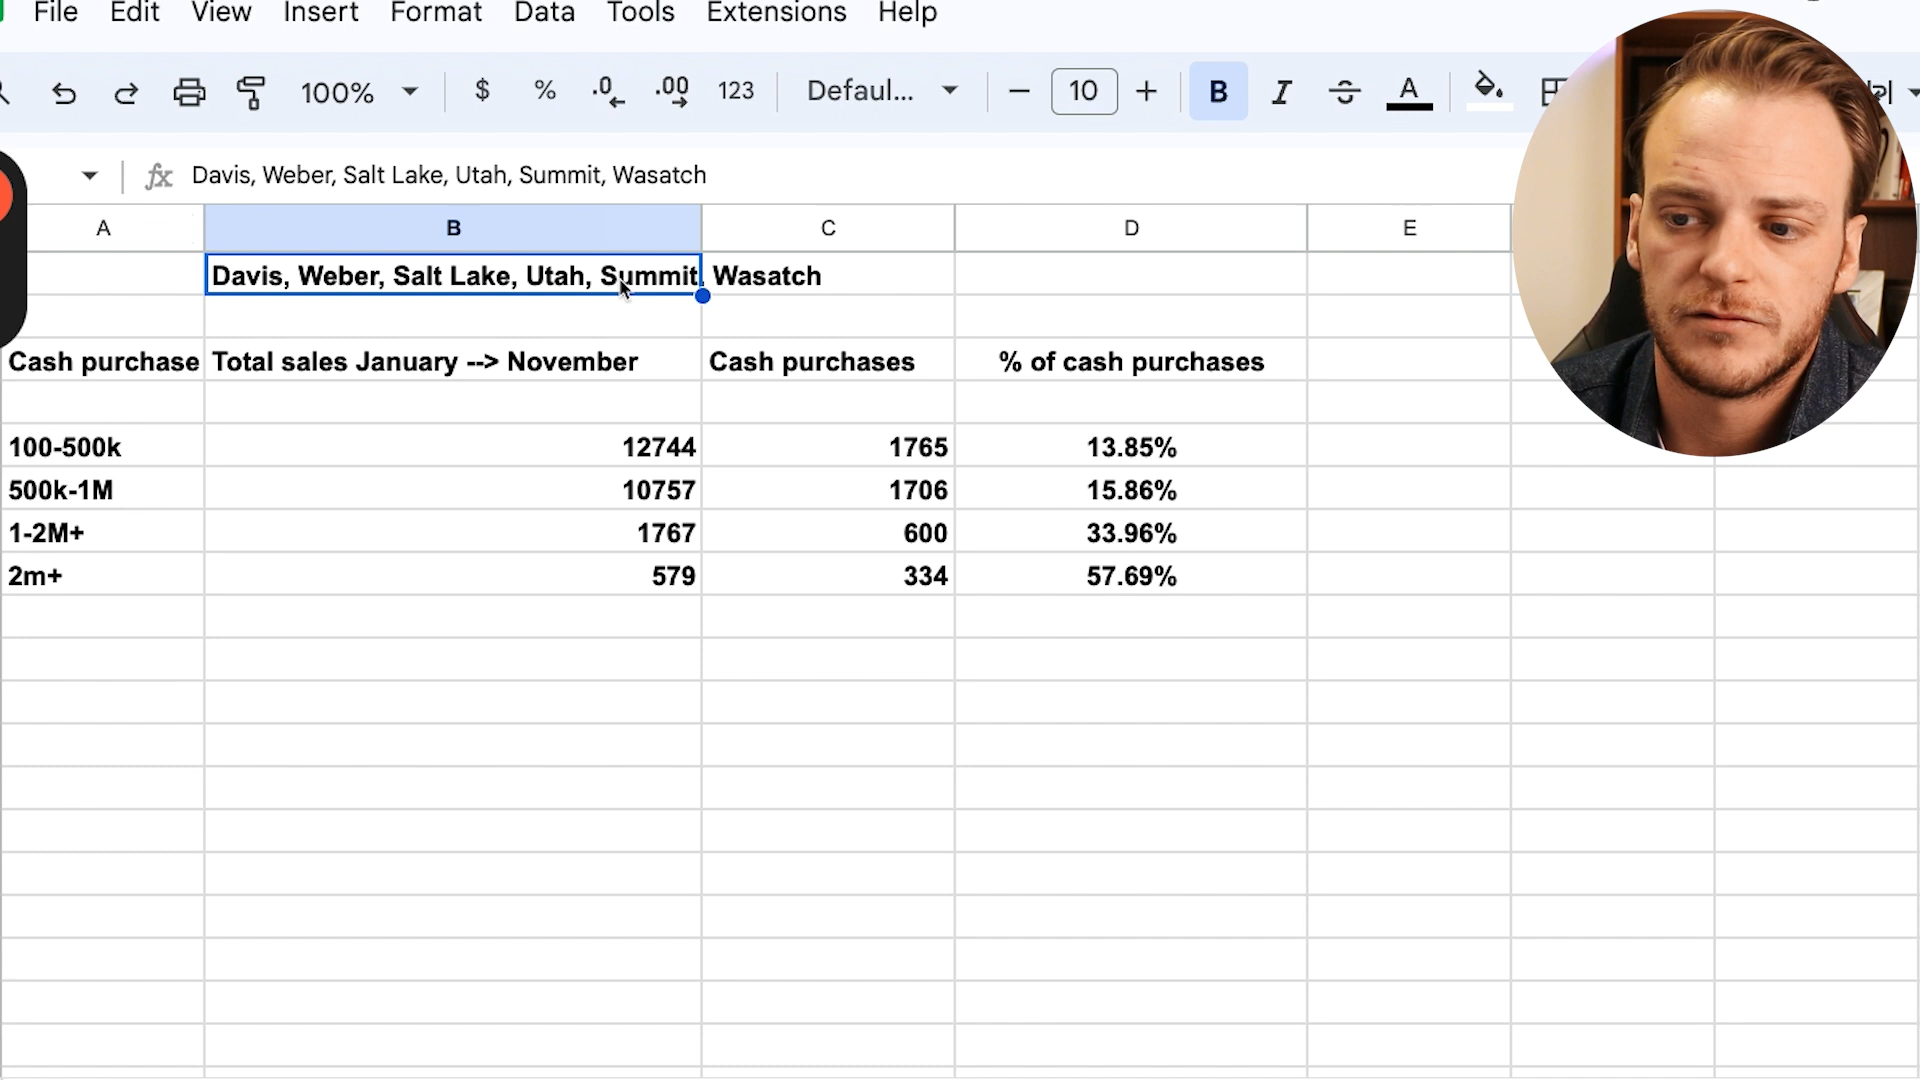 File Edit View Insert Format Data Tools Extensions Help
100% $ % .0 .00 123 Defaul... − 10 + B I S A
fx Davis, Weber, Salt Lake, Utah, Summit, Wasatch
A B C D E
Davis, Weber, Salt Lake, Utah, Summit, Wasatch
Cash purchase Total sales January --> November Cash purchases % of cash purchases
100-500k 12744 1765 13.85%
500k-1M 10757 1706 15.86%
1-2M+ 1767 600 33.96%
2m+ 579 334 57.69%